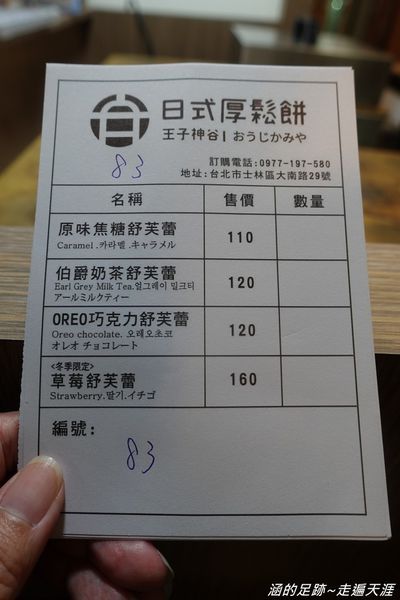 日式厚鬆餅
王子神谷 | おうじかみや
83
訂購電話:0977-197-580
地址:台北市士林區大南路29號
名稱 售價 數量
原味焦糖舒芙蕾 110
Caramel .카라멜 .キャラメル
伯爵奶茶舒芙蕾 120
Earl Grey Milk Tea.얼그레이 밀크티
アールミルクティー
OREO巧克力舒芙蕾 120
Oreo chocolate. 오레오초코
オレオ チョコレート
<冬季限定>
草莓舒芙蕾 160
Strawberry.딸기.イチゴ
編號:
83
涵的足跡~走遍天涯